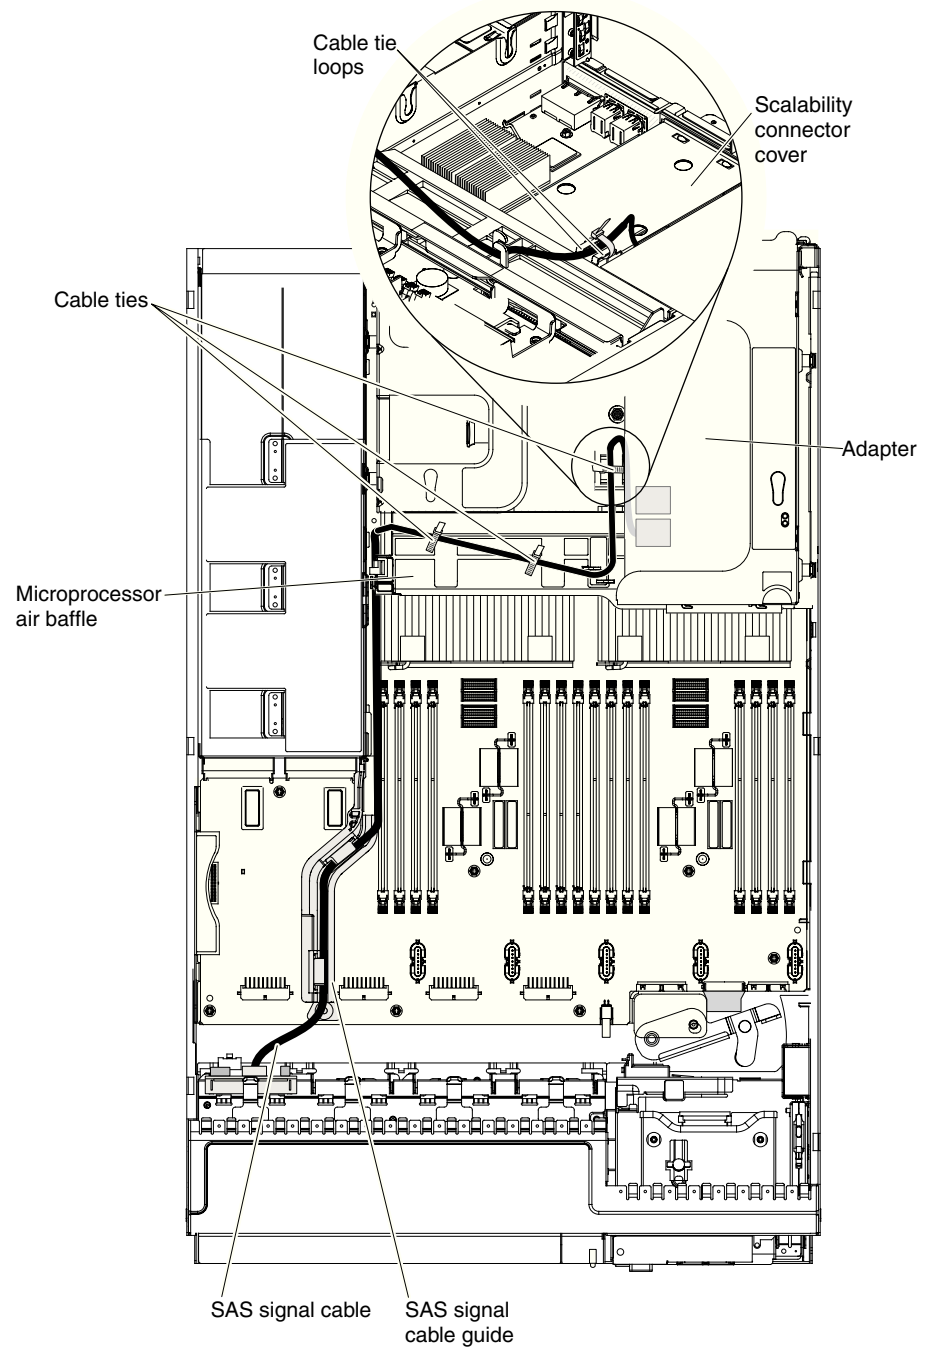 Cable tie
loops
Scalability
connector
cover
Cable ties
Adapter
Microprocessor
air baffle
SAS signal cable
SAS signal
cable guide